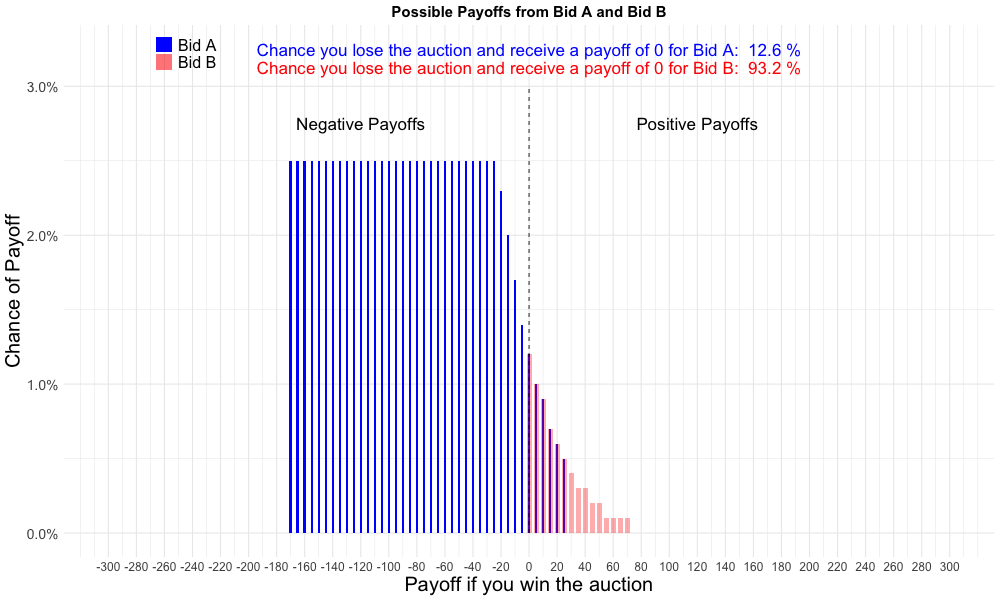 Possible Payoffs from Bid A and Bid B
Bid A
Bid B
Chance you lose the auction and receive a payoff of 0 for Bid A: 12.6 %
Chance you lose the auction and receive a payoff of 0 for Bid B: 93.2 %
Negative Payoffs
Positive Payoffs
Chance of Payoff
3.0%
2.0%
1.0%
0.0%
-300 -280 -260 -240 -220 -200 -180 -160 -140 -120 -100 -80 -60 -40 -20 0 20 40 60 80 100 120 140 160 180 200 220 240 260 280 300
Payoff if you win the auction